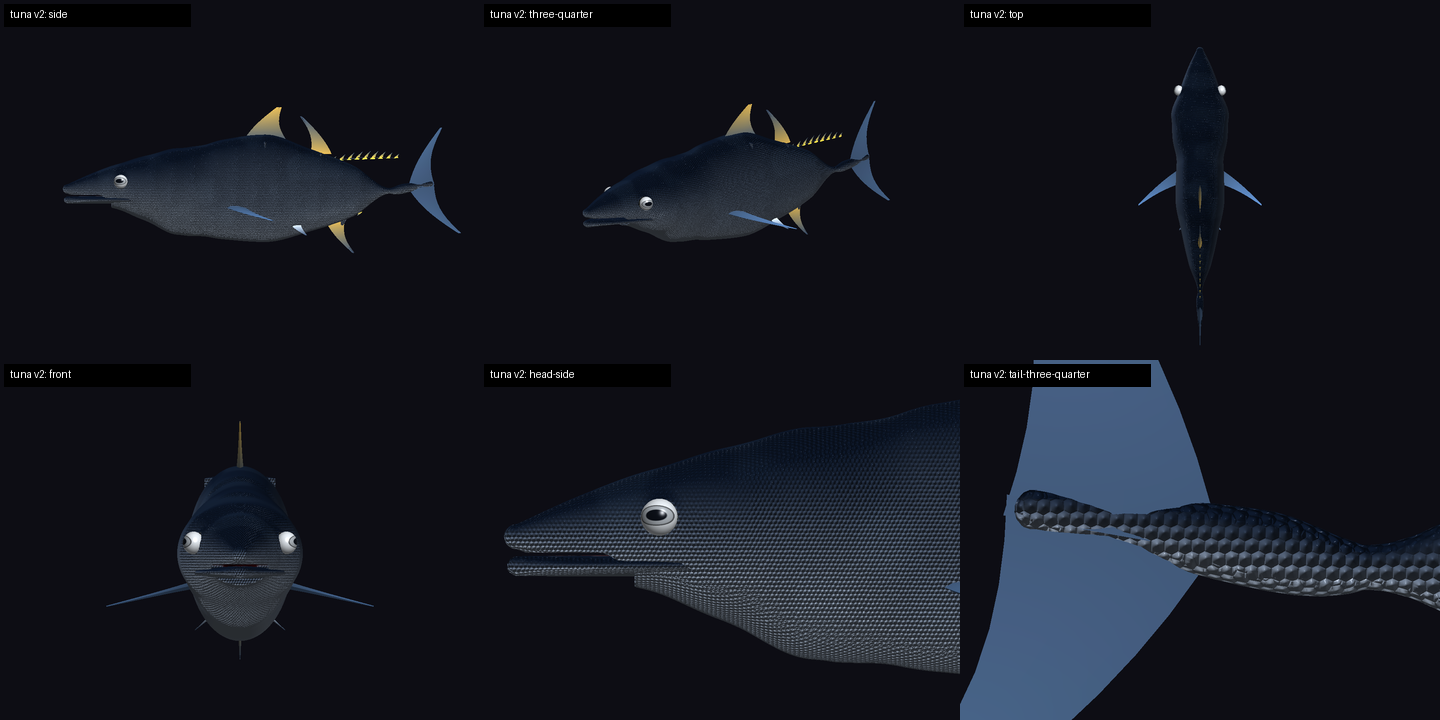 tuna v2: side
tuna v2: three-quarter
tuna v2: top
tuna v2: front
tuna v2: head-side
tuna v2: tail-three-quarter